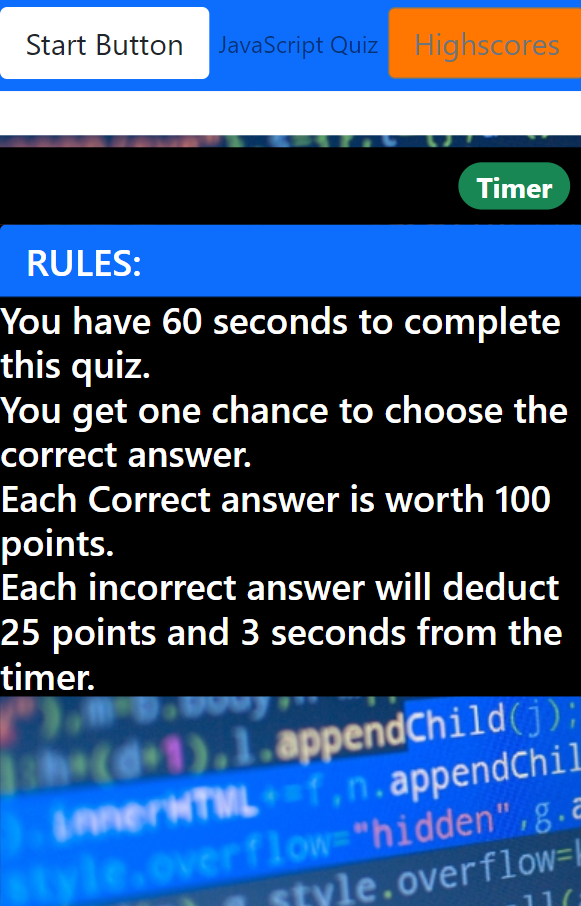 Start Button JavaScript Quiz Highscores
Timer
RULES:
You have 60 seconds to complete
this quiz.
You get one chance to choose the
correct answer.
Each Correct answer is worth 100
points.
Each incorrect answer will deduct
25 points and 3 seconds from the
timer.
.appendChild(j);
innerHTML+=f,n.appendChil
style.overflow="hidden",g.a
style.overflow=